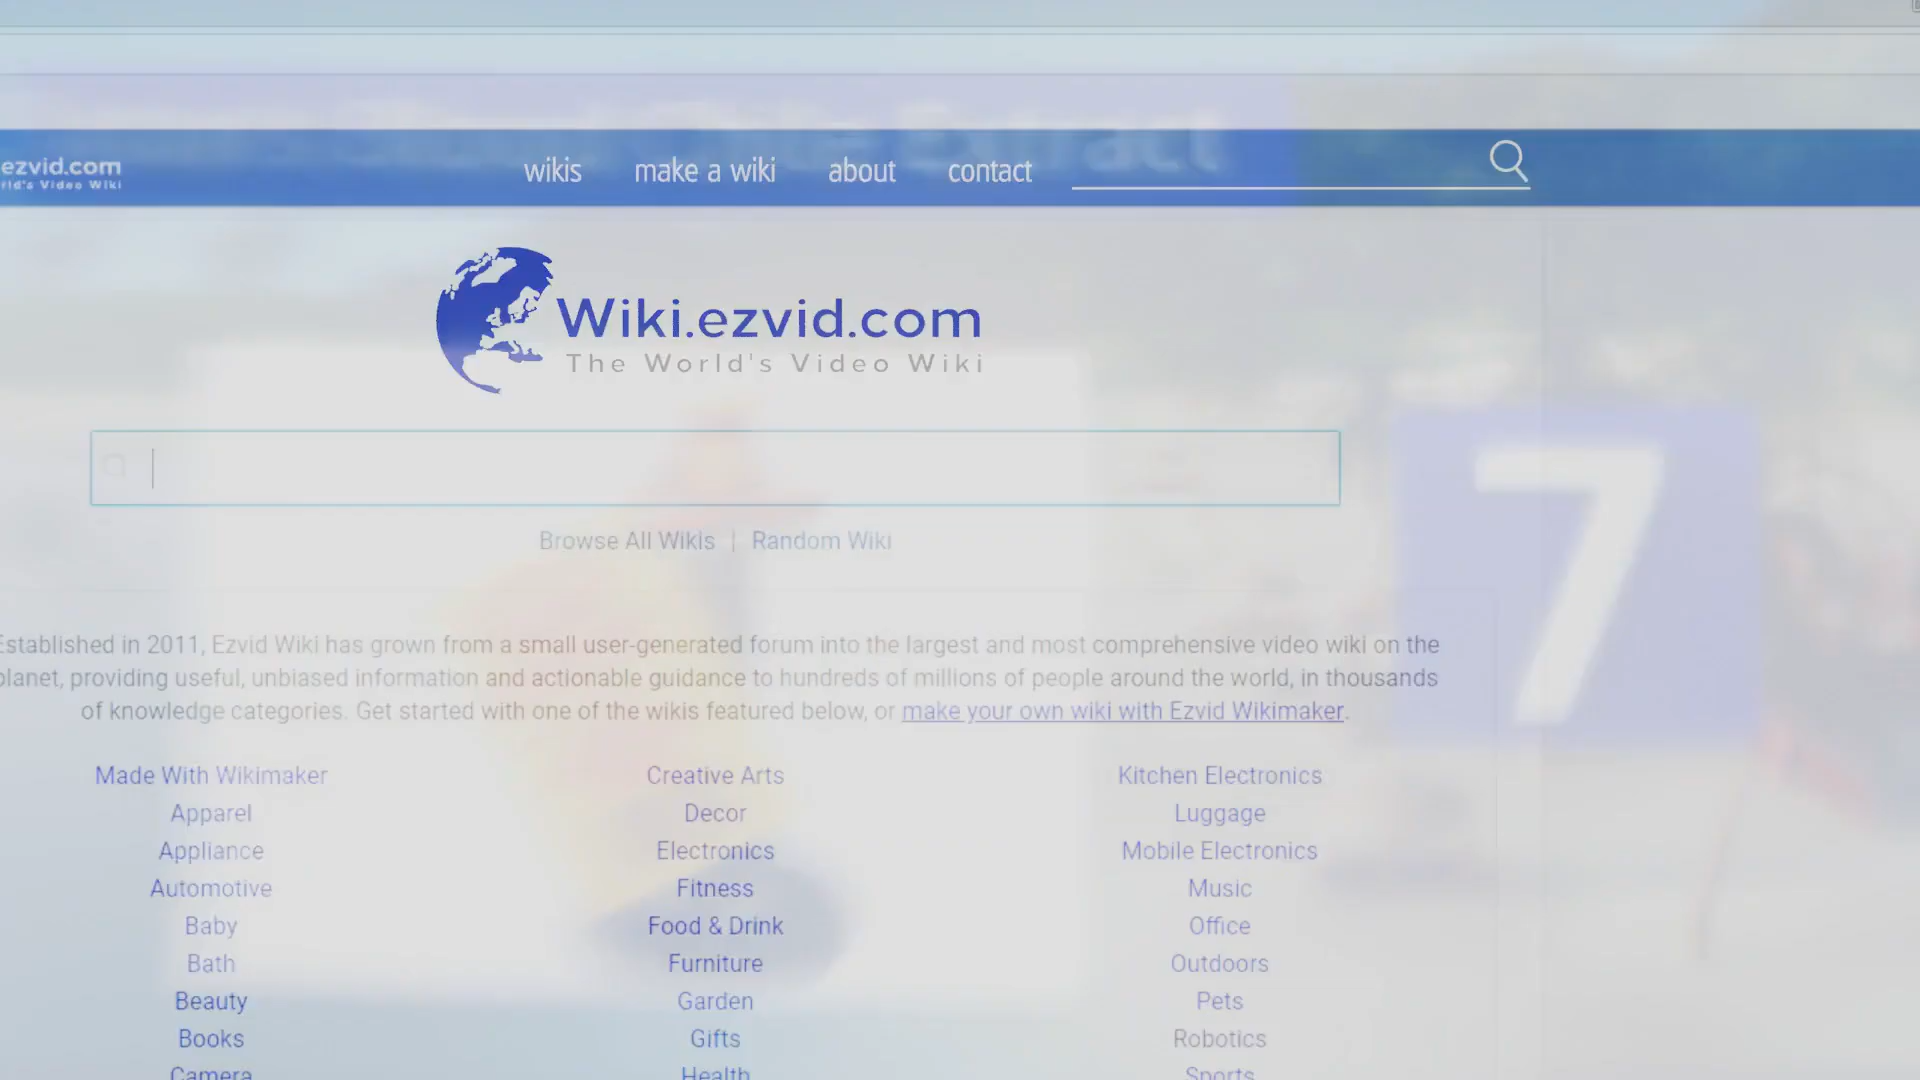 Extract
ezvid.com
wikis make a wiki about contact
rld's Video Wiki
Wiki.ezvid.com
The World's Video Wiki
Browse All Wikis | Random Wiki
7
Established in 2011, Ezvid Wiki has grown from a small user-generated forum into the largest and most comprehensive video wiki on the
planet, providing useful, unbiased information and actionable guidance to hundreds of millions of people around the world, in thousands
of knowledge categories. Get started with one of the wikis featured below, or make your own wiki with Ezvid Wikimaker.
Made With Wikimaker Creative Arts Kitchen Electronics
Apparel Decor Luggage
Appliance Electronics Mobile Electronics
Automotive Fitness Music
Baby Food & Drink Office
Bath Furniture Outdoors
Beauty Garden Pets
Books Gifts Robotics
Camera Health Sports